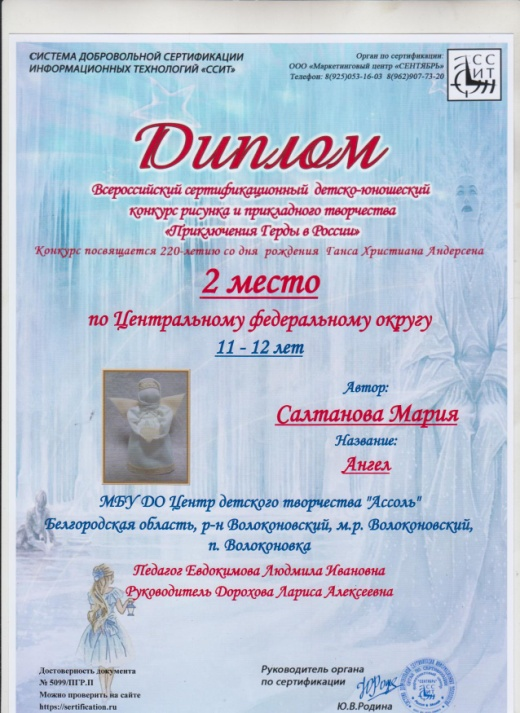 СИСТЕМА ДОБРОВОЛЬНОЙ СЕРТИФИКАЦИИ
ИНФОРМАЦИОННЫХ ТЕХНОЛОГИЙ «ССИТ»
Орган по сертификации:
ООО «Маркетинговый центр «СЕНТЯБРЬ»
Телефон: 8(925)053-16-03 8(962)907-73-20
Диплом
Всероссийский сертификационный детско-юношеский
конкурс рисунка и прикладного творчества
«Приключения Герды в России»
Конкурс посвящается 220-летию со дня рождения Ганса Христиана Андерсена
2 место
по Центральному федеральному округу
11 - 12 лет
Автор:
Салтанова Мария
Название:
Ангел
МБУ ДО Центр детского творчества "Ассоль"
Белгородская область, р-н Волоконовский, м.р. Волоконовский,
п. Волоконовка
Педагог Евдокимова Людмила Ивановна
Руководитель Дорохова Лариса Алексеевна
Достоверность документа
№ 5099/ПГР.П
Можно проверить на сайте
https://sertification.ru
Руководитель органа
по сертификации
Ю.В.Родина